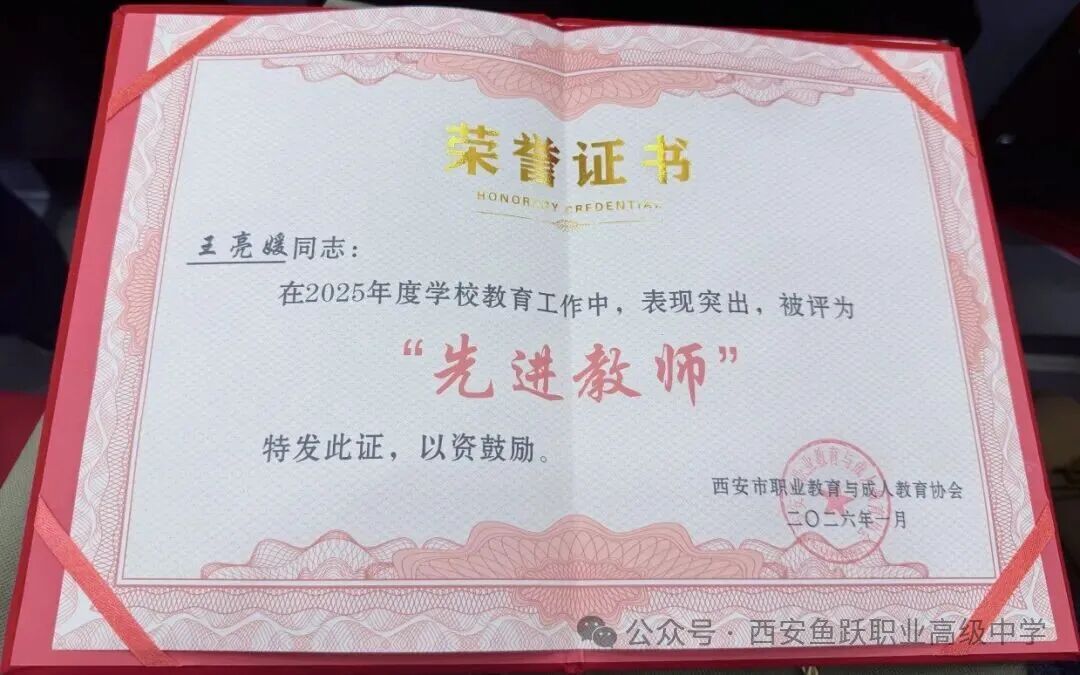 荣誉证书
HONORARY CREDENTIAL
王亮媛同志：
在2025年度学校教育工作中，表现突出，被评为
“先进教师”
特发此证，以资鼓励。
西安市职业教育与成人教育协会
二〇二六年一月
公众号 · 西安鱼跃职业高级中学